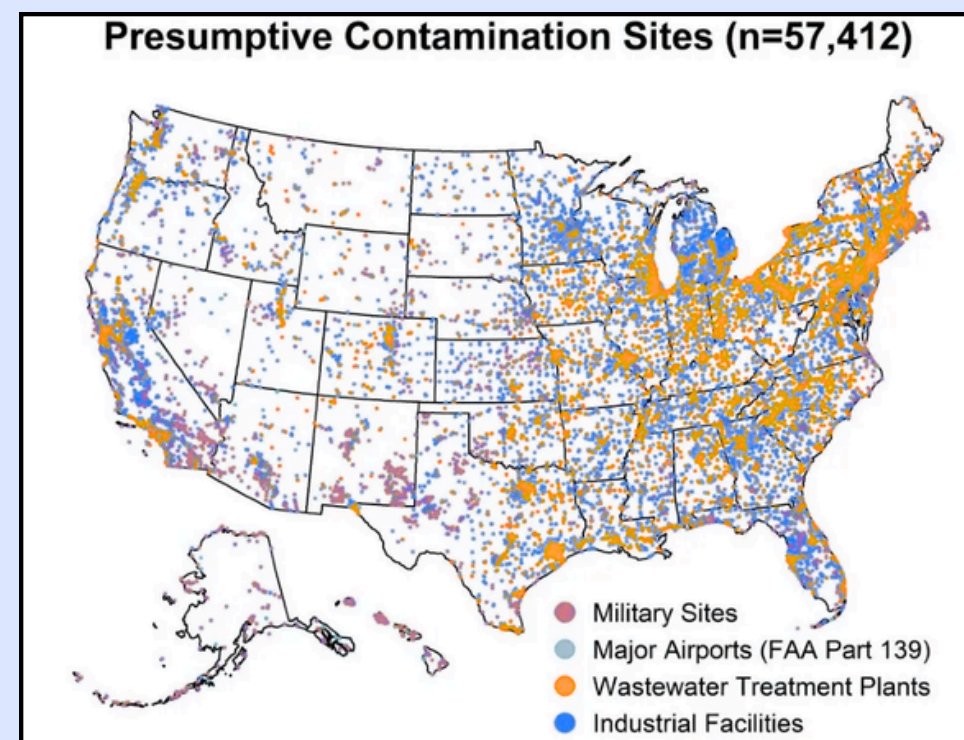 Presumptive Contamination Sites (n=57,412)
Military Sites
Major Airports (FAA Part 139)
Wastewater Treatment Plants
Industrial Facilities